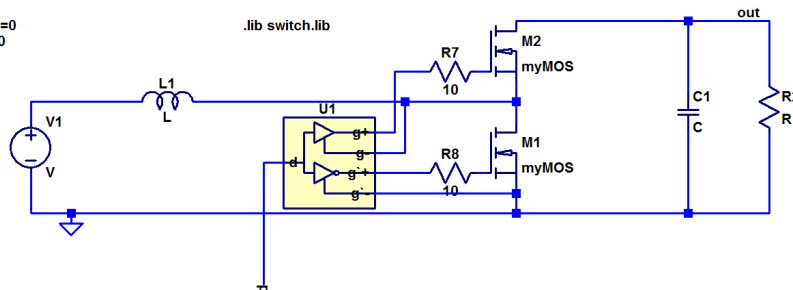 =0
0
.lib switch.lib
out
M2
R7
myMOS
10
L1
L
U1
V1
V
g+
g-
d
g`+
g`-
M1
R8
myMOS
10
C1
C
R